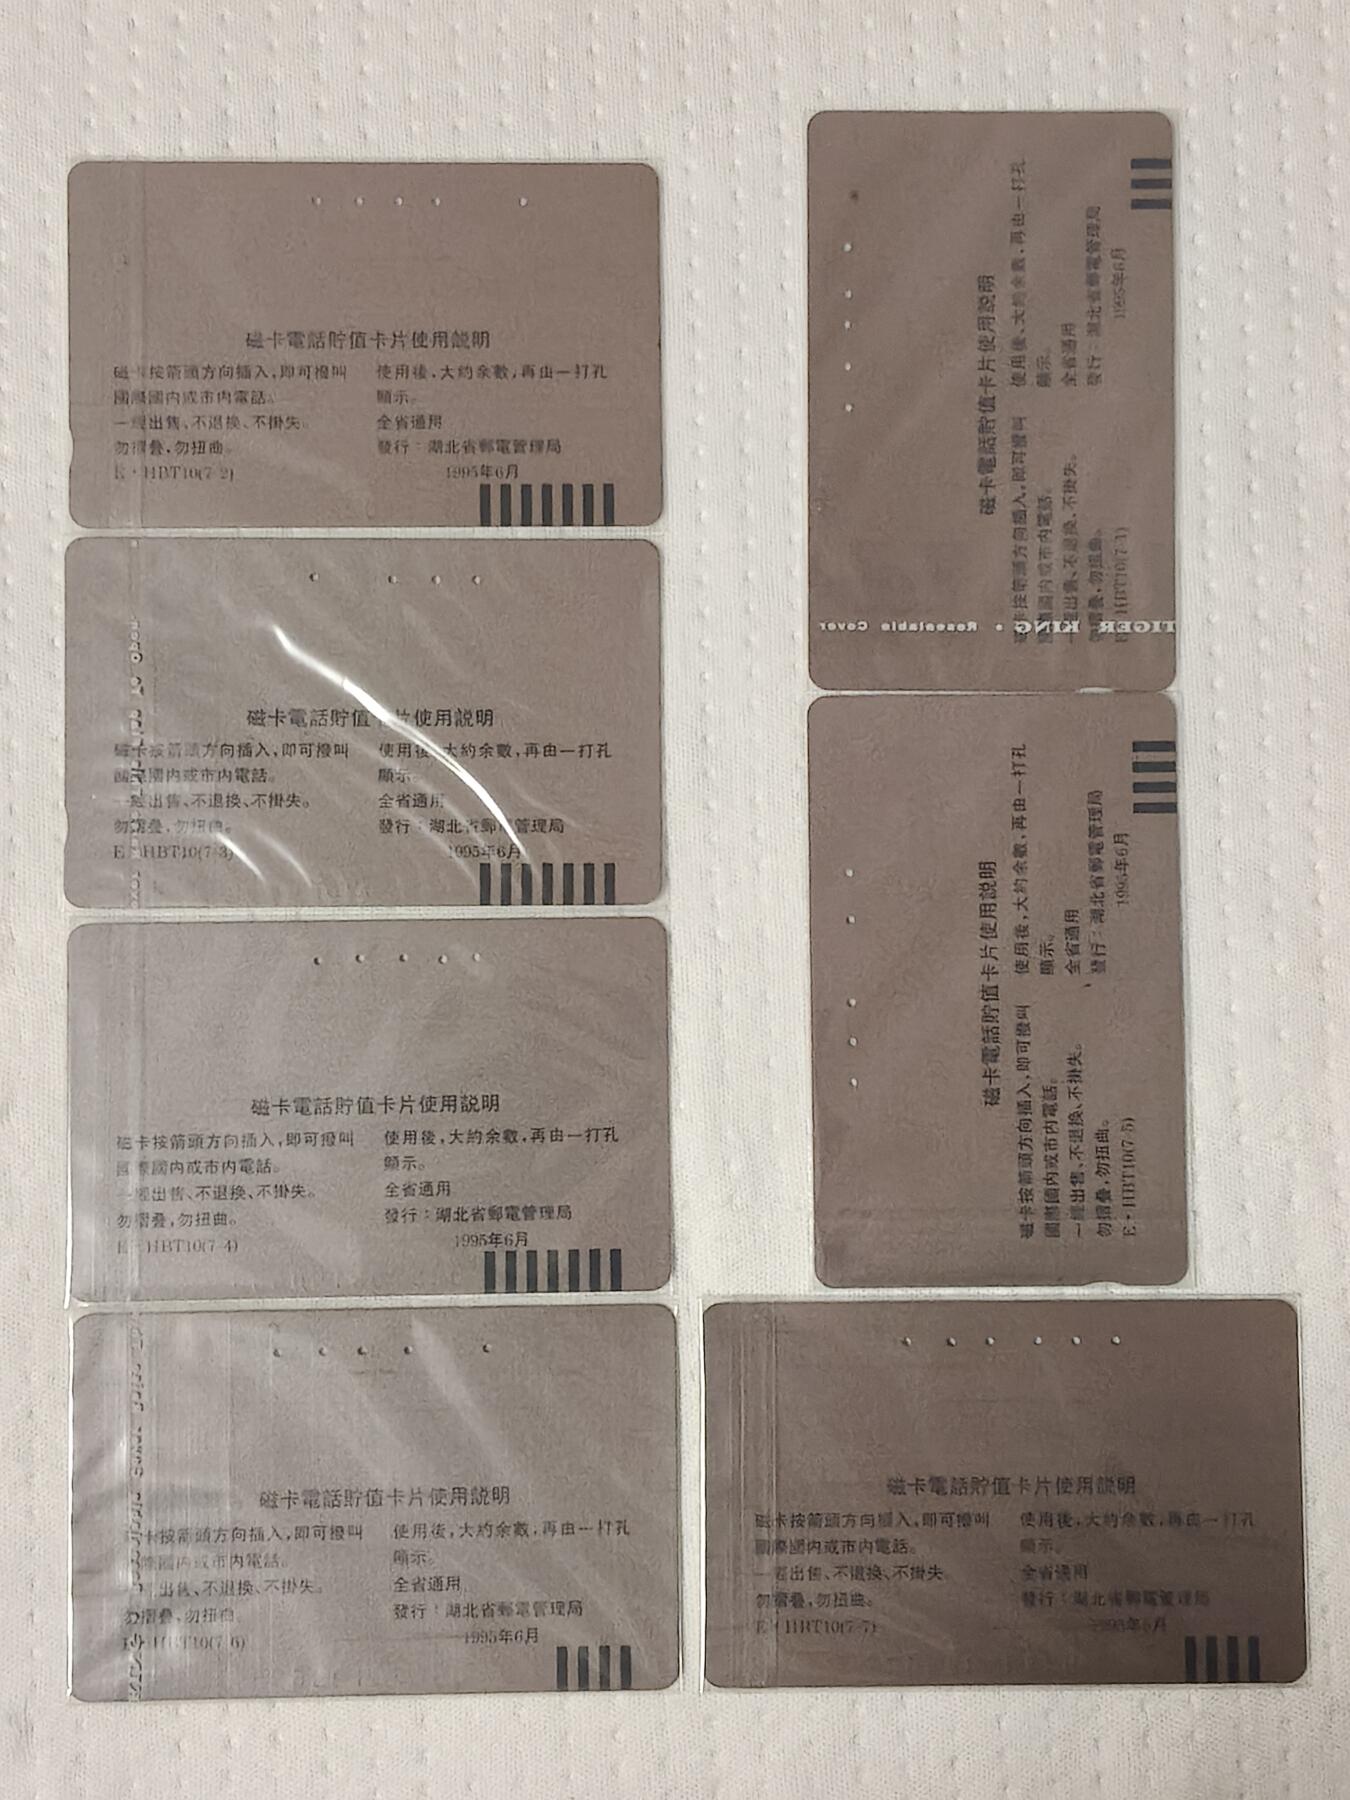 磁卡電話貯值卡片使用説明
磁卡按箭頭方向插入,即可撥叫
國際國内或市内電話。
一經出售、不退換、不掛失。
勿摺疊,勿扭曲。
E·HBT10(7-2)
使用後,大約余數,再由一打孔
顯示。
全省通用
發行:湖北省郵電管理局
1995年6月
磁卡電話貯值卡片使用説明
磁卡按箭頭方向插入,即可撥叫
國際國内或市内電話。
一經出售、不退換、不掛失。
勿摺疊,勿扭曲。
E·HBT10(7-3)
使用後,大約余數,再由一打孔
顯示。
全省通用
發行:湖北省郵電管理局
1995年6月
磁卡電話貯值卡片使用説明
磁卡按箭頭方向插入,即可撥叫
國際國内或市内電話。
一經出售、不退換、不掛失。
勿摺疊,勿扭曲。
E·HBT10(7-4)
使用後,大約余數,再由一打孔
顯示。
全省通用
發行:湖北省郵電管理局
1995年6月
磁卡電話貯值卡片使用説明
磁卡按箭頭方向插入,即可撥叫
國際國内或市内電話。
一經出售、不退換、不掛失。
勿摺疊,勿扭曲。
E·HBT10(7-6)
使用後,大約余數,再由一打孔
顯示。
全省通用
發行:湖北省郵電管理局
1995年6月
磁卡電話貯值卡片使用説明
磁卡按箭頭方向插入,即可撥叫
國際國内或市内電話。
一經出售、不退換、不掛失。
勿摺疊,勿扭曲。
E·HBT10(7-1)
使用後,大約余數,再由一打孔
顯示。
全省通用
發行:湖北省郵電管理局
1995年6月
TIGER KING • Resealable Cover
磁卡電話貯值卡片使用説明
磁卡按箭頭方向插入,即可撥叫
國際國内或市内電話。
一經出售、不退換、不掛失。
勿摺疊,勿扭曲。
E·HBT10(7-5)
使用後,大約余數,再由一打孔
顯示。
全省通用
發行:湖北省郵電管理局
1995年6月
磁卡電話貯值卡片使用説明
磁卡按箭頭方向插入,即可撥叫
國際國内或市内電話。
一經出售、不退換、不掛失
勿摺疊,勿扭曲。
E·HBT10(7-7)
使用後,大約余數,再由一打孔
顯示。
全省通用
發行:湖北省郵電管理局
1995年6月